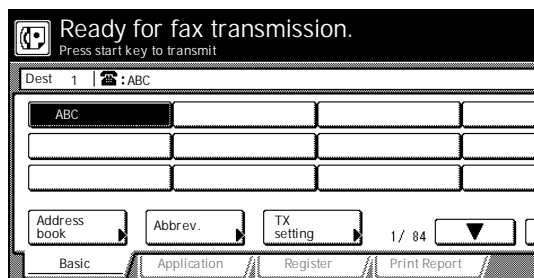 Ready for fax transmission.
Press start key to transmit
Dest 1 ☎:ABC
ABC
Address book
Abbrev.
TX setting
1/ 84
Basic Application Register Print Report